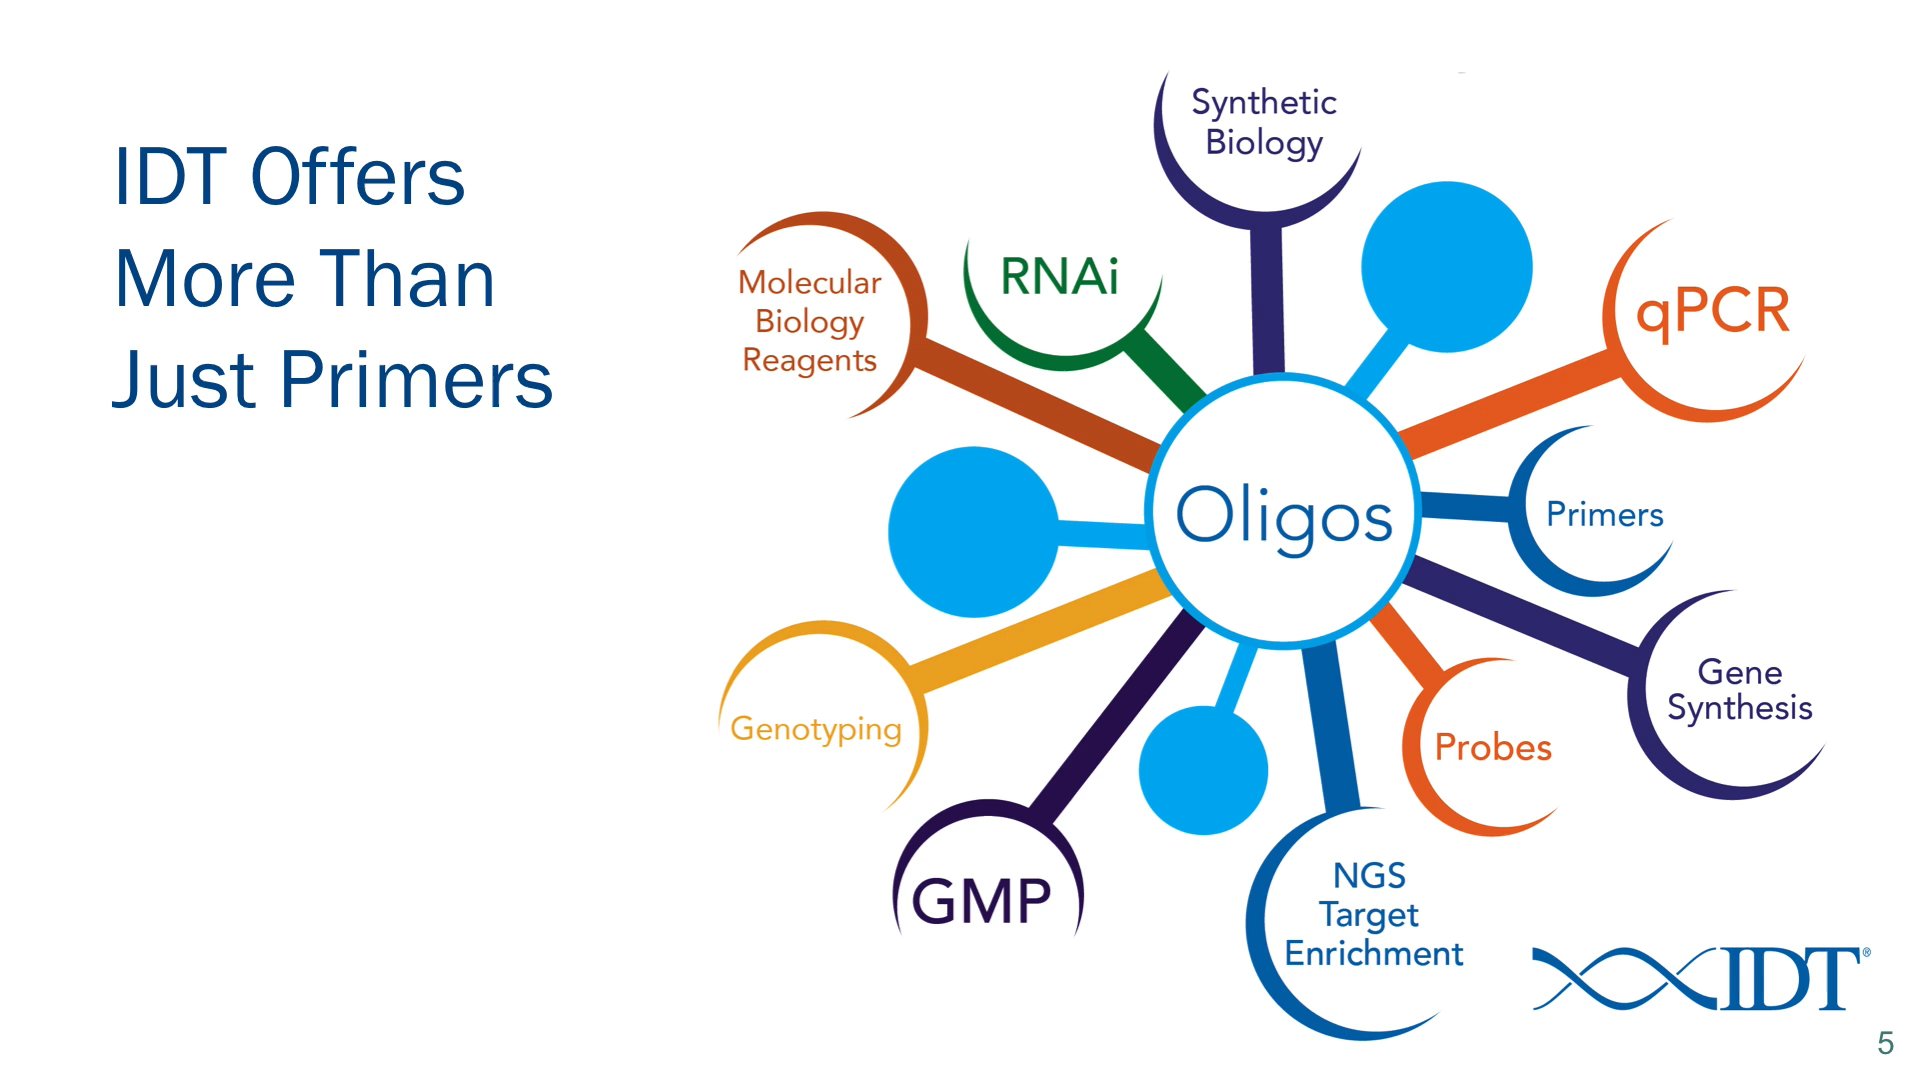 IDT Offers
More Than
Just Primers
Synthetic
Biology
RNAi
Molecular
Biology
Reagents
qPCR
Primers
Oligos
Gene
Synthesis
Probes
Genotyping
GMP
NGS
Target
Enrichment
IDT®
5